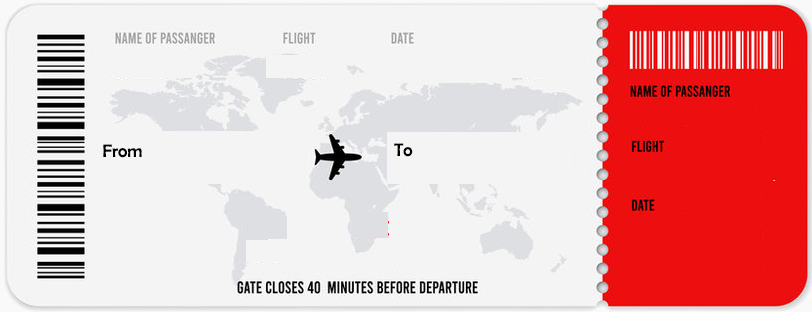 NAME OF PASSANGER FLIGHT DATE
From To
GATE CLOSES 40 MINUTES BEFORE DEPARTURE
NAME OF PASSANGER
FLIGHT
DATE